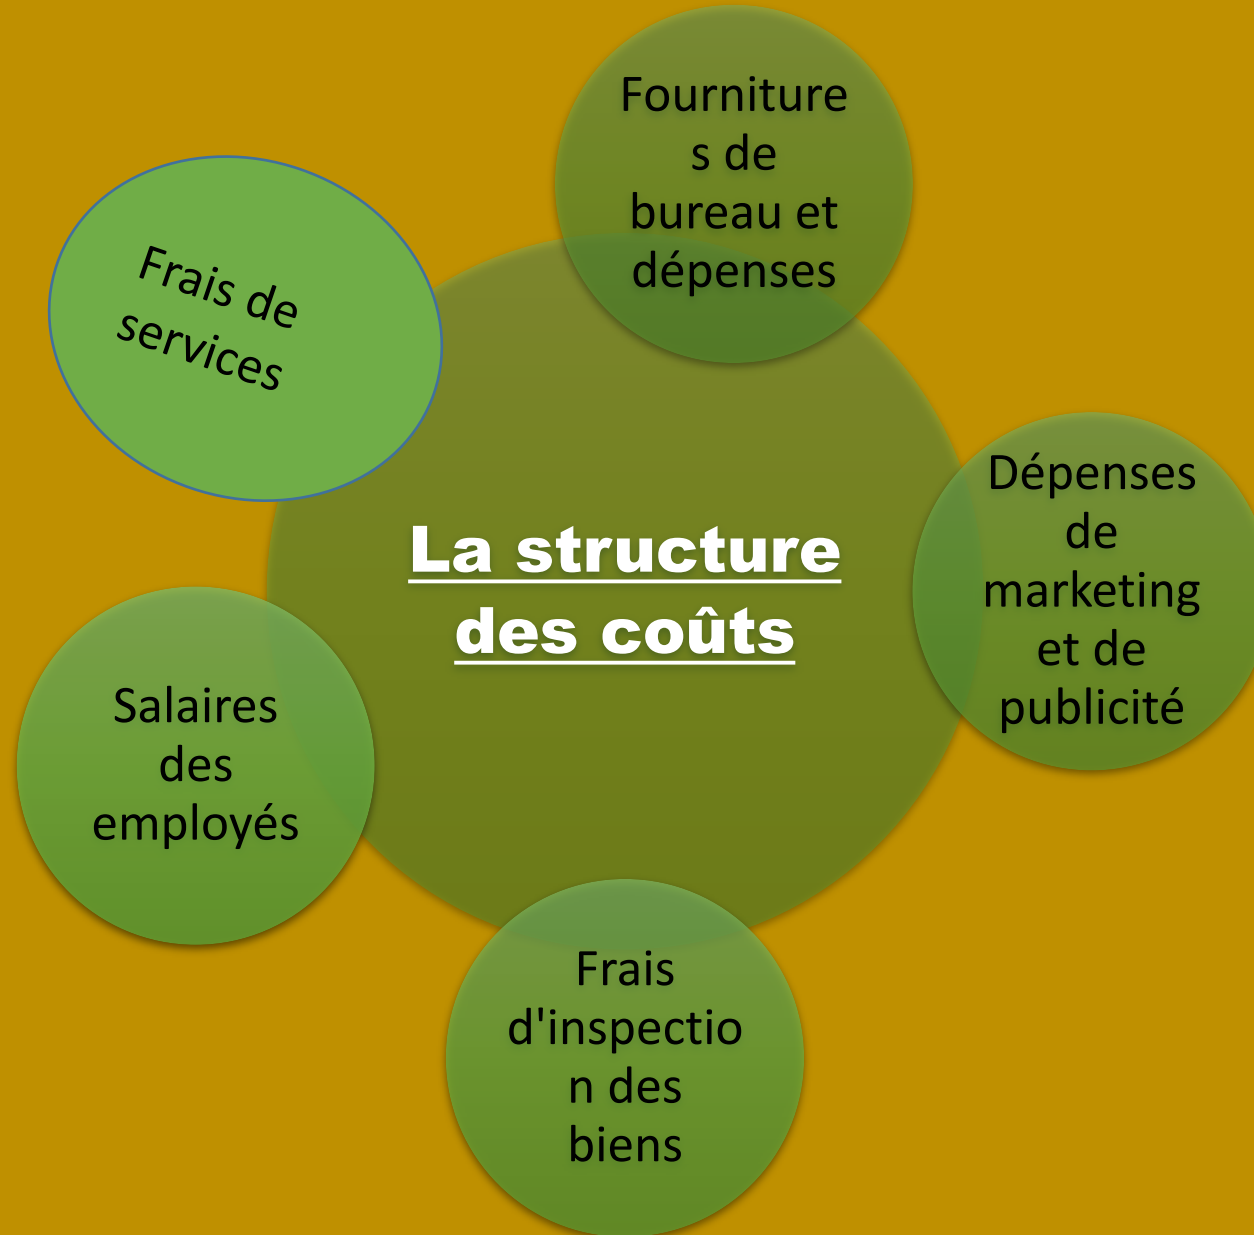 Fourniture
s de
bureau et
dépenses
Frais de
services
Dépenses
de
marketing
et de
publicité
La structure
des coûts
Salaires
des
employés
Frais
d'inspectio
n des
biens